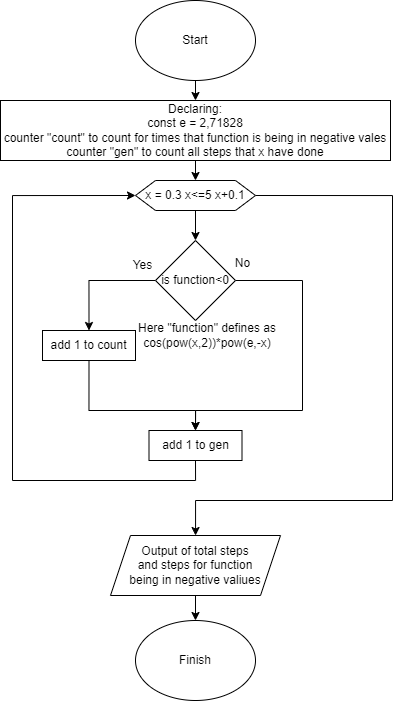 Start
Declaring:
const e = 2,71828
counter "count" to count for times that function is being in negative vales
counter "gen" to count all steps that x have done
x = 0.3 x<=5 x+0.1
Yes
No
is function<0
Here "function" defines as
cos(pow(x,2))*pow(e,-x)
add 1 to count
add 1 to gen
Output of total steps
and steps for function
being in negative valiues
Finish